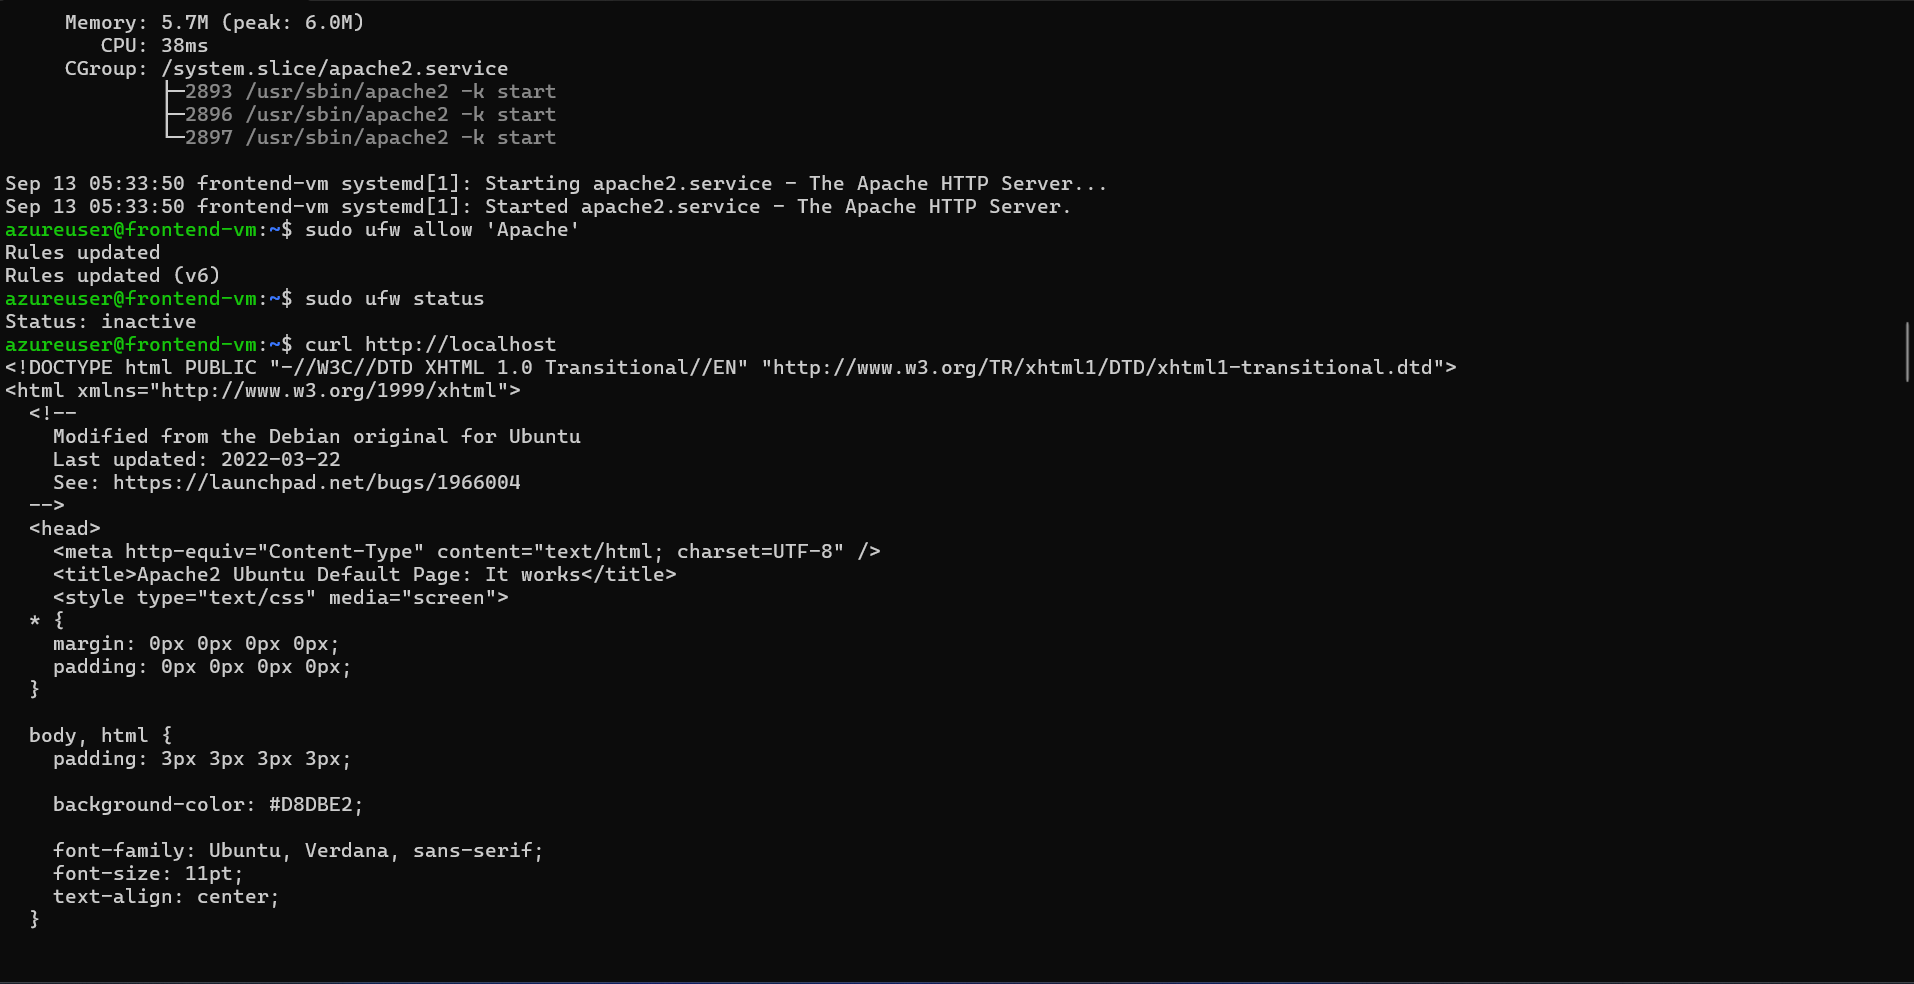 Memory: 5.7M (peak: 6.0M)
CPU: 38ms
CGroup: /system.slice/apache2.service
├─2893 /usr/sbin/apache2 -k start
├─2896 /usr/sbin/apache2 -k start
└─2897 /usr/sbin/apache2 -k start

Sep 13 05:33:50 frontend-vm systemd[1]: Starting apache2.service - The Apache HTTP Server...
Sep 13 05:33:50 frontend-vm systemd[1]: Started apache2.service - The Apache HTTP Server.
azureuser@frontend-vm:~$ sudo ufw allow 'Apache'
Rules updated
Rules updated (v6)
azureuser@frontend-vm:~$ sudo ufw status
Status: inactive
azureuser@frontend-vm:~$ curl http://localhost
<!DOCTYPE html PUBLIC "-//W3C//DTD XHTML 1.0 Transitional//EN" "http://www.w3.org/TR/xhtml1/DTD/xhtml1-transitional.dtd">
<html xmlns="http://www.w3.org/1999/xhtml">
  <!--
    Modified from the Debian original for Ubuntu
    Last updated: 2022-03-22
    See: https://launchpad.net/bugs/1966004
  -->
  <head>
    <meta http-equiv="Content-Type" content="text/html; charset=UTF-8" />
    <title>Apache2 Ubuntu Default Page: It works</title>
    <style type="text/css" media="screen">
  * {
    margin: 0px 0px 0px 0px;
    padding: 0px 0px 0px 0px;
  }

  body, html {
    padding: 3px 3px 3px 3px;

    background-color: #D8DBE2;

    font-family: Ubuntu, Verdana, sans-serif;
    font-size: 11pt;
    text-align: center;
  }